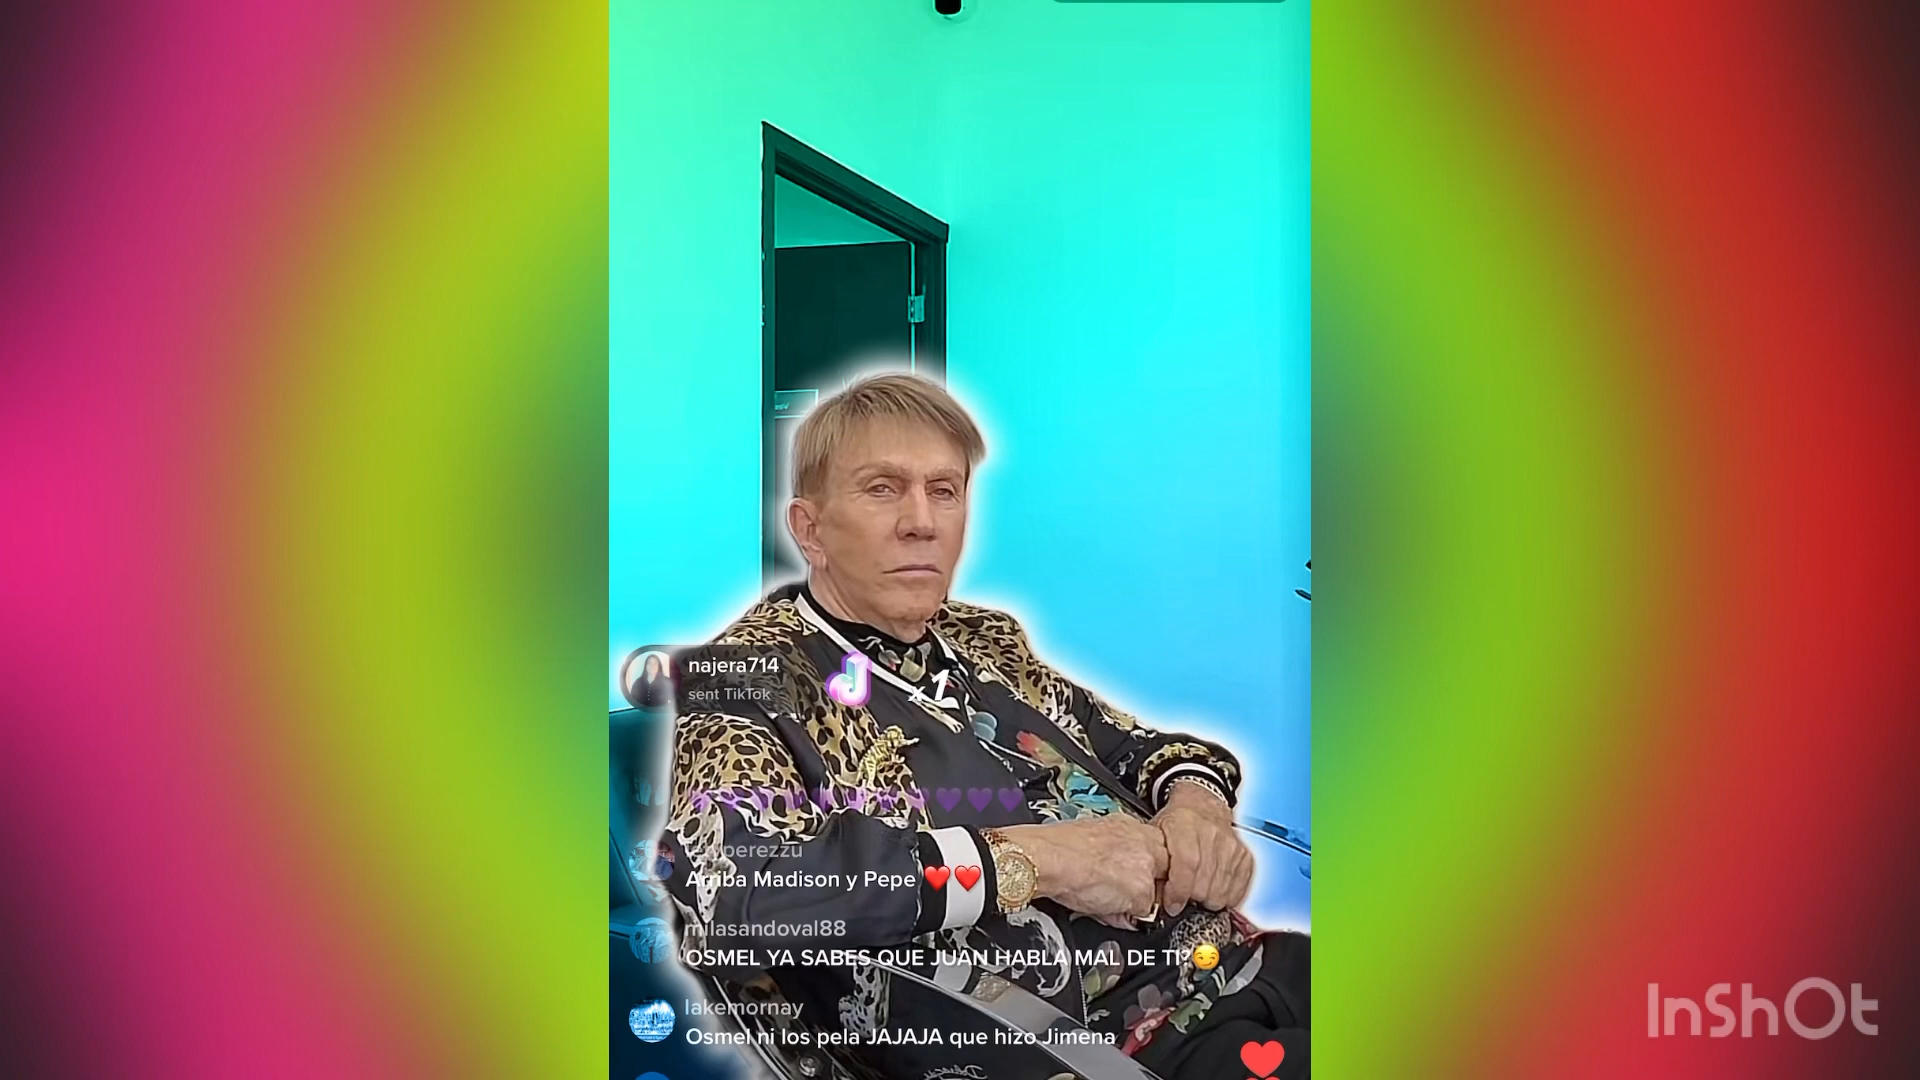 najera714
sent TikTok
x1
perezzu
Arriba Madison y Pepe ❤️❤️
milasandoval88
OSMEL YA SABES QUE JUAN HABLA MAL DE TI?😏
lakemornay
Osmel ni los pela JAJAJA que hizo Jimena
InShOt